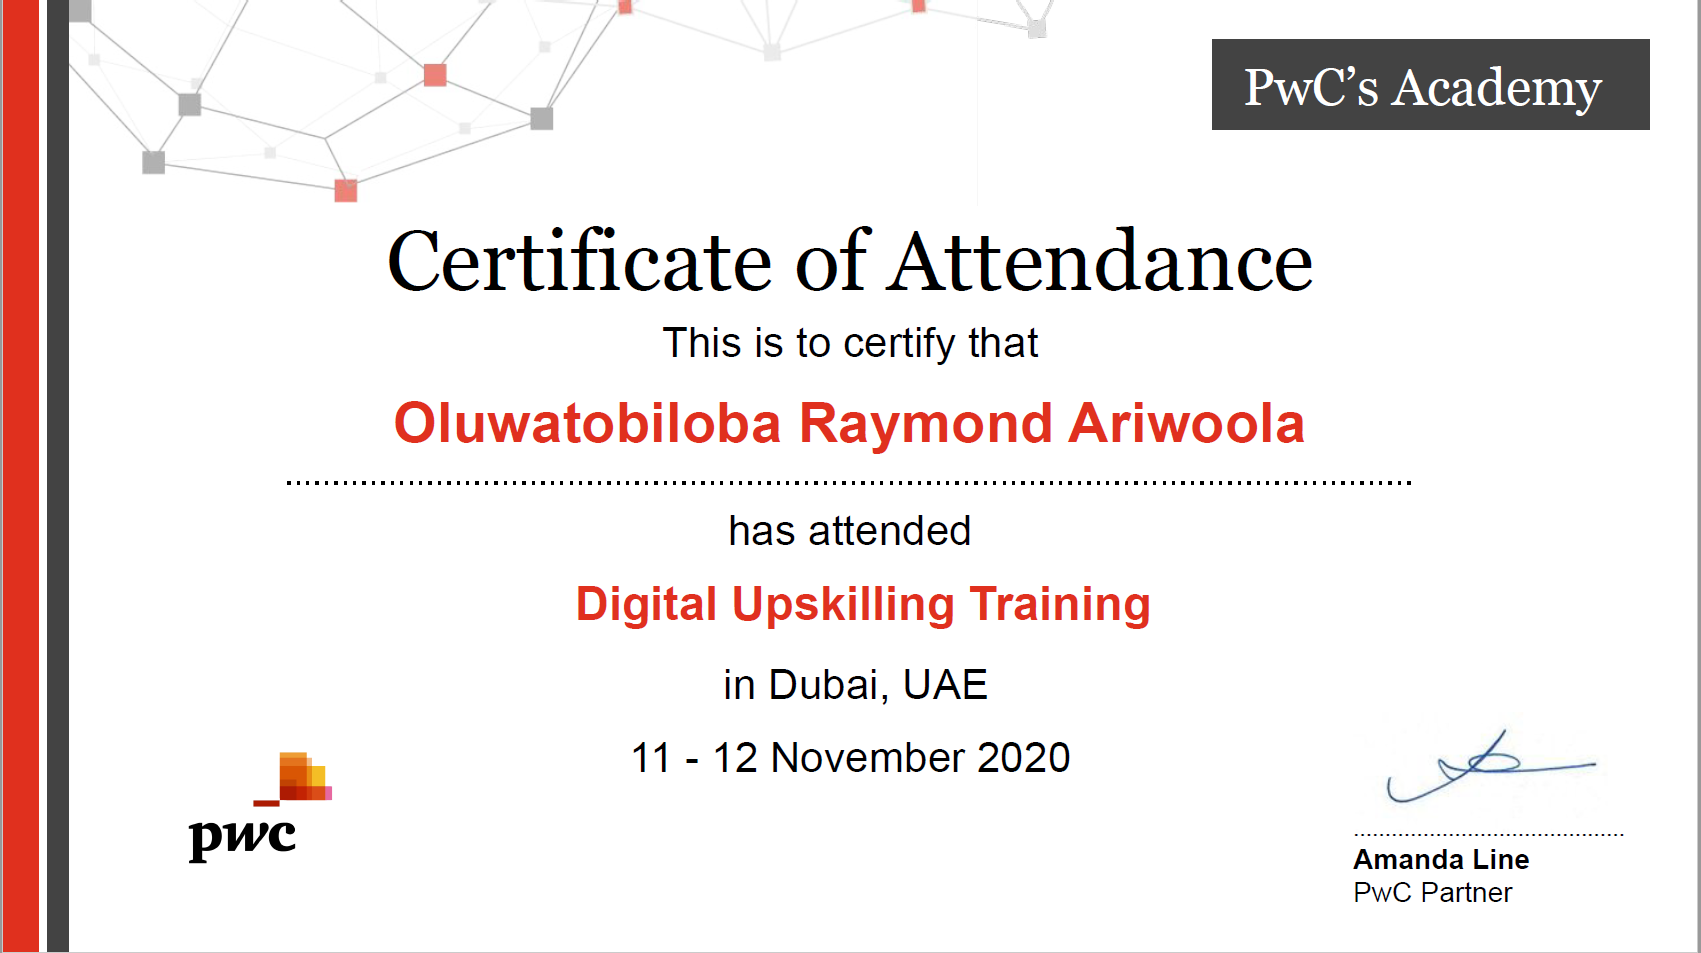 PwC’s Academy
Certificate of Attendance
This is to certify that
Oluwatobiloba Raymond Ariwoola
has attended
Digital Upskilling Training
in Dubai, UAE
11 - 12 November 2020
pwc
Amanda Line
PwC Partner